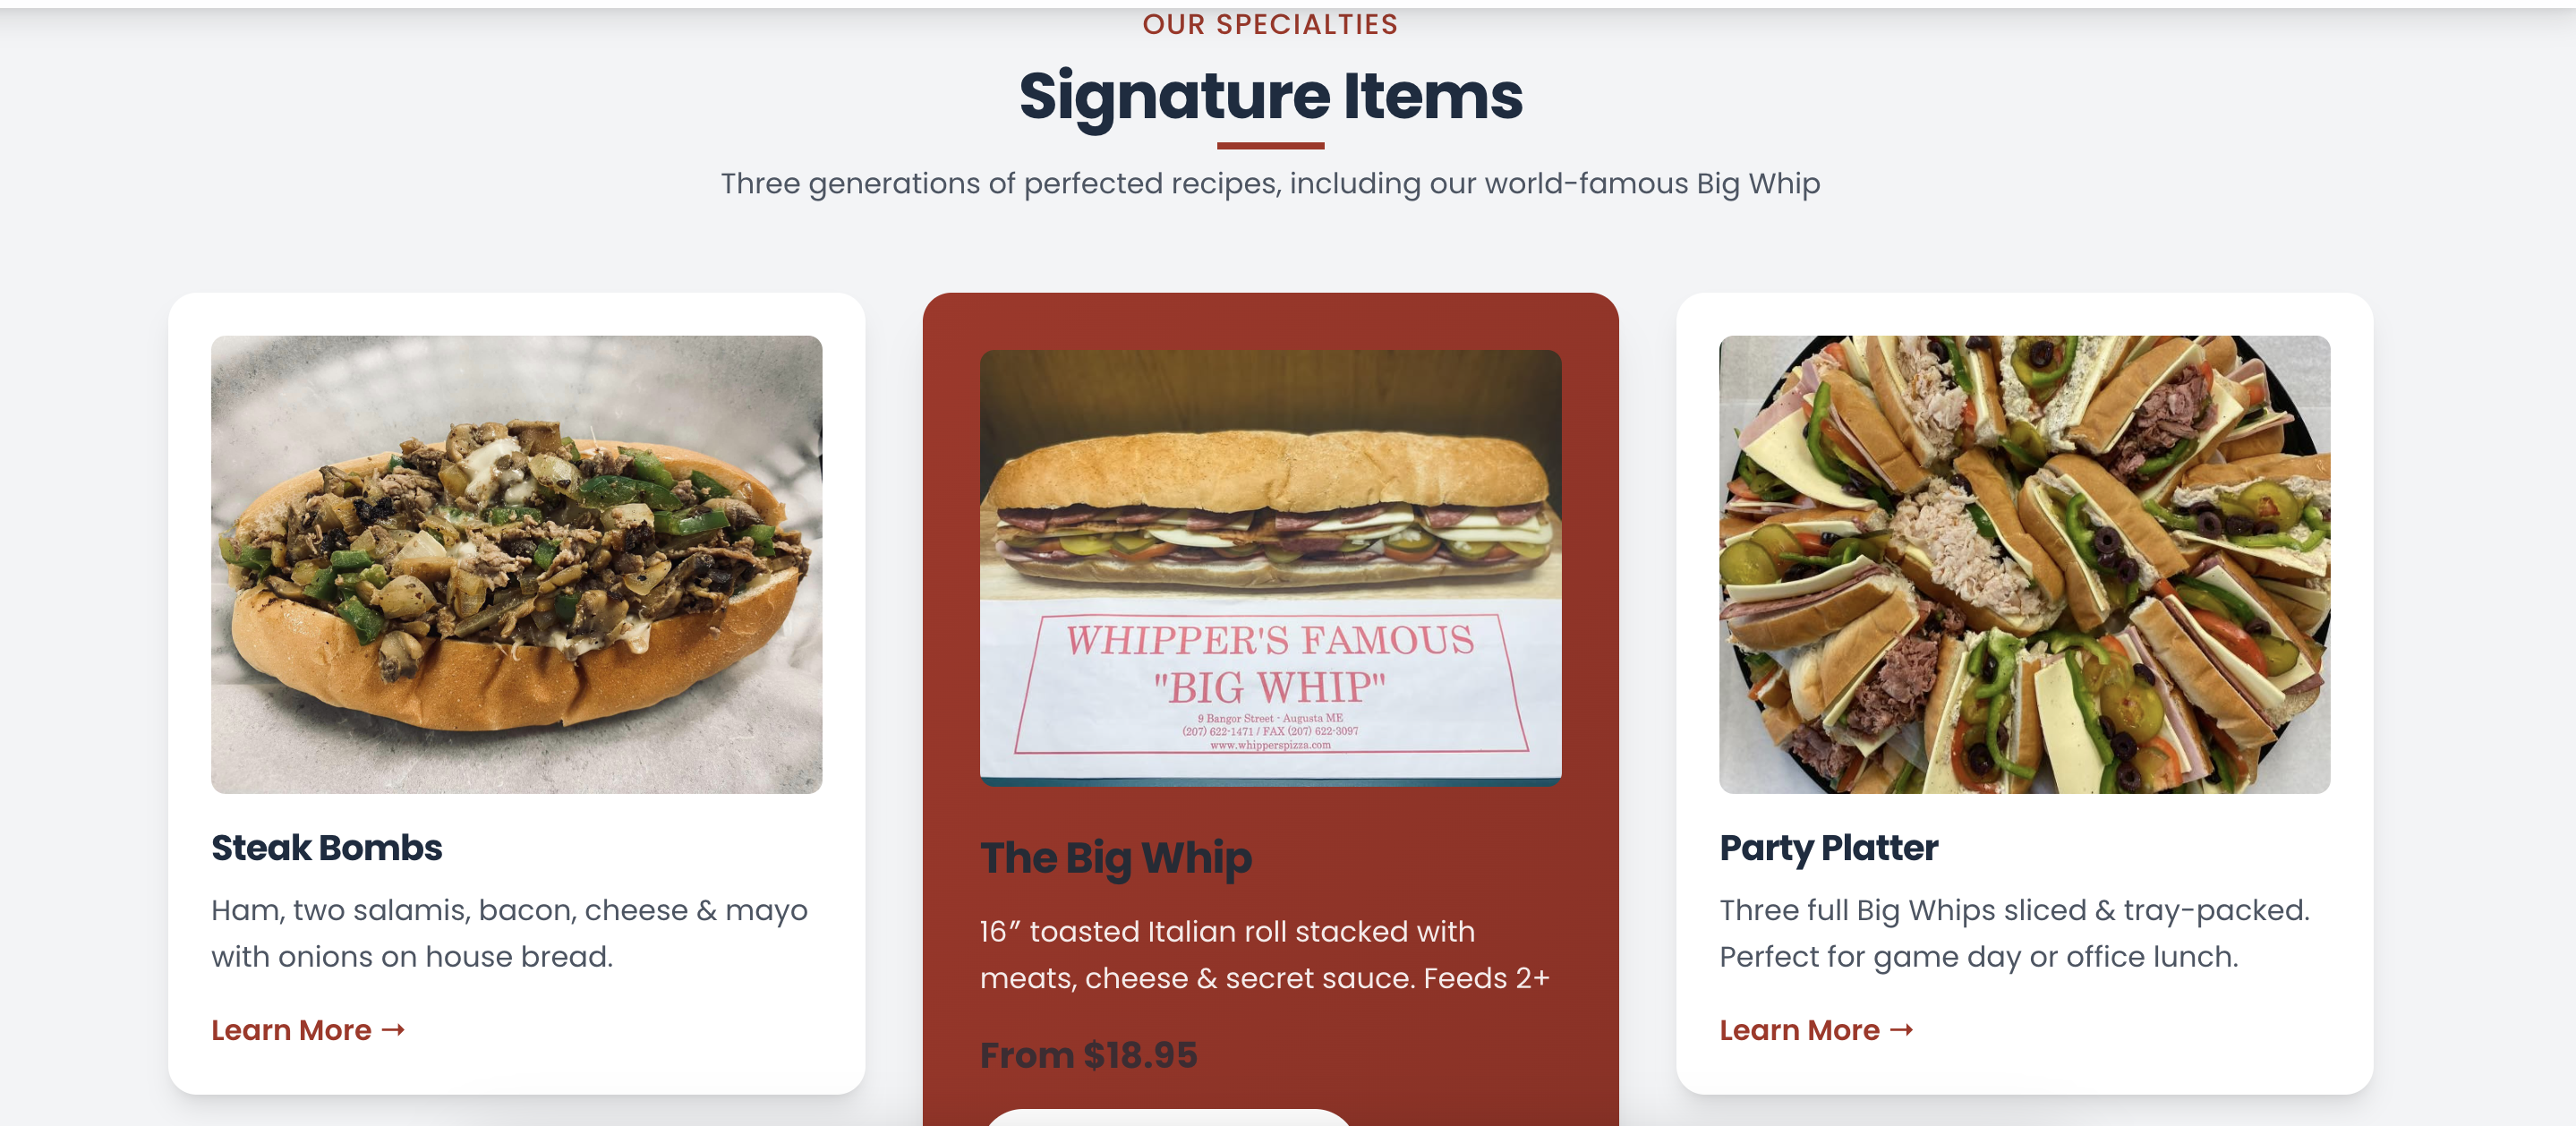 OUR SPECIALTIES
Signature Items
Three generations of perfected recipes, including our world-famous Big Whip
WHIPPER'S FAMOUS
"BIG WHIP"
9 Bangor Street - Augusta ME
(207) 622-1471 / FAX (207) 622-3097
www.whipperspizza.com
Steak Bombs
Ham, two salamis, bacon, cheese & mayo
with onions on house bread.
Learn More →
The Big Whip
16″ toasted Italian roll stacked with
meats, cheese & secret sauce. Feeds 2+
From $18.95
Party Platter
Three full Big Whips sliced & tray-packed.
Perfect for game day or office lunch.
Learn More →